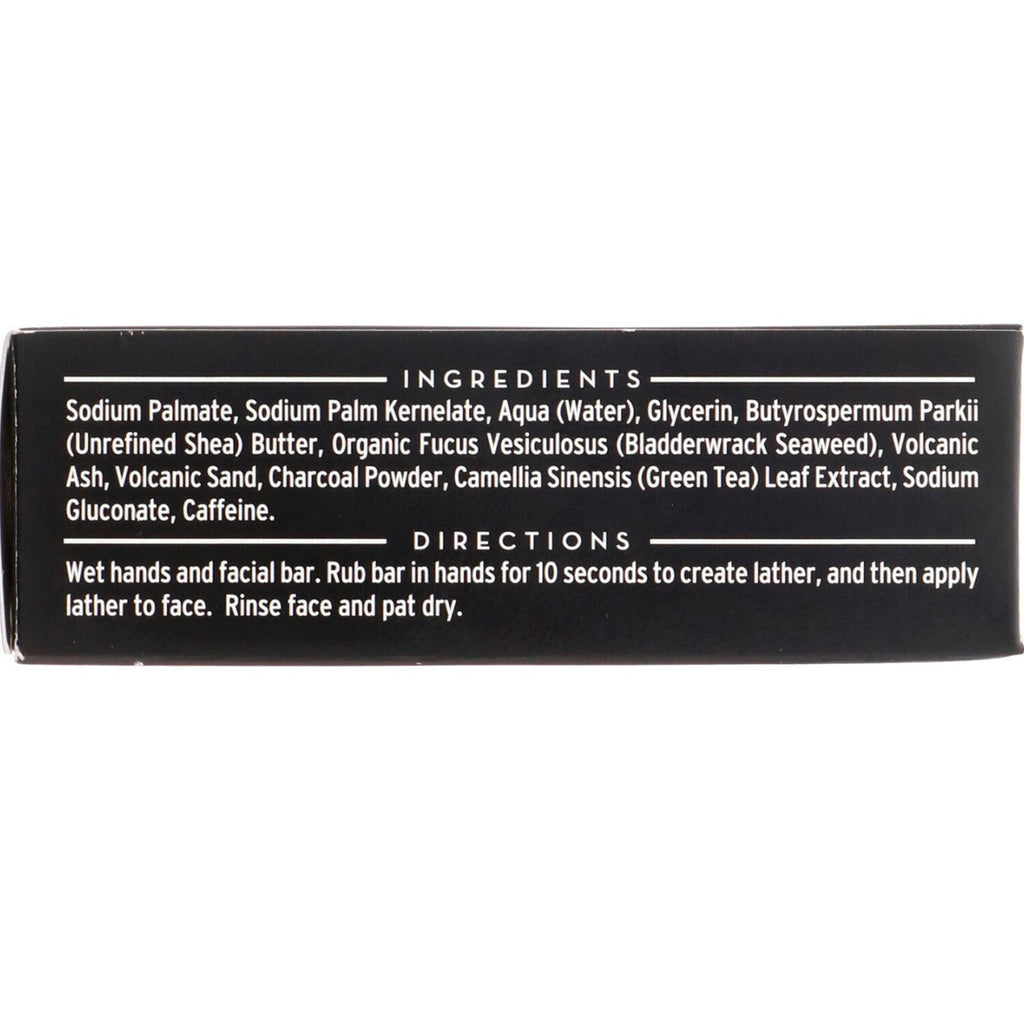 INGREDIENTS
Sodium Palmate, Sodium Palm Kernelate, Aqua (Water), Glycerin, Butyrospermum Parkii
(Unrefined Shea) Butter, Organic Fucus Vesiculosus (Bladderwrack Seaweed), Volcanic
Ash, Volcanic Sand, Charcoal Powder, Camellia Sinensis (Green Tea) Leaf Extract, Sodium
Gluconate, Caffeine.
DIRECTIONS
Wet hands and facial bar. Rub bar in hands for 10 seconds to create lather, and then apply
lather to face. Rinse face and pat dry.